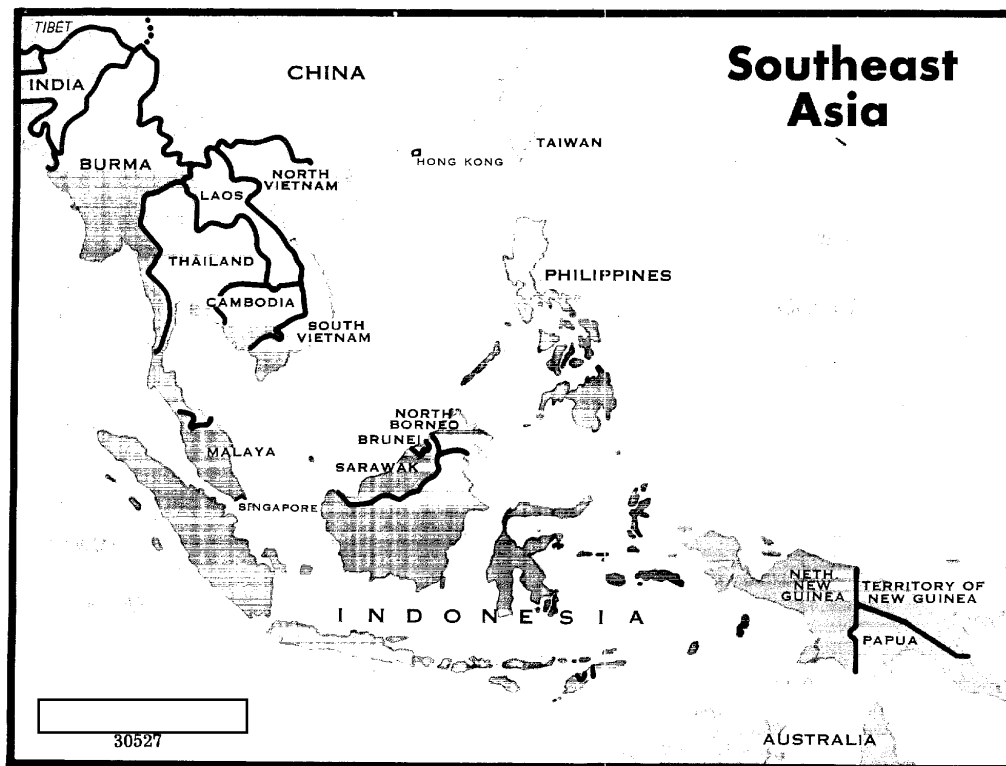 Southeast
Asia
TIBET
INDIA
CHINA
BURMA
NORTH
VIETNAM
LAOS
HONG KONG
TAIWAN
THAILAND
CAMBODIA
SOUTH
VIETNAM
PHILIPPINES
NORTH
BORNEO
BRUNEI
MALAYA
SARAWAK
SINGAPORE
INDONESIA
NETH.
NEW
GUINEA
TERRITORY OF
NEW GUINEA
PAPUA
AUSTRALIA
30527